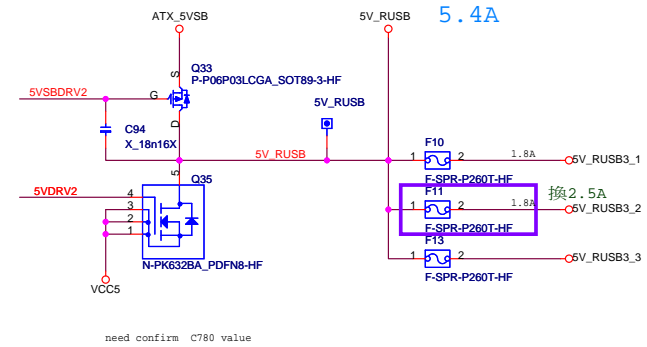 ATX_5VSB
5V_RUSB
5.4A
S
Q33
P-P06P03LCGA_SOT89-3-HF
5VSBDRV2
G
5V_RUSB
D
C94
X_18n16X
F10
5V_RUSB
1
2
1.8A
5V_RUSB3_1
F-SPR-P260T-HF
5
Q35
F11
換2.5A
5VDRV2
4
3
2
1
1
2
1.8A
5V_RUSB3_2
F-SPR-P260T-HF
F13
1
2
5V_RUSB3_3
N-PK632BA_PDFN8-HF
F-SPR-P260T-HF
VCC5
need confirm C780 value